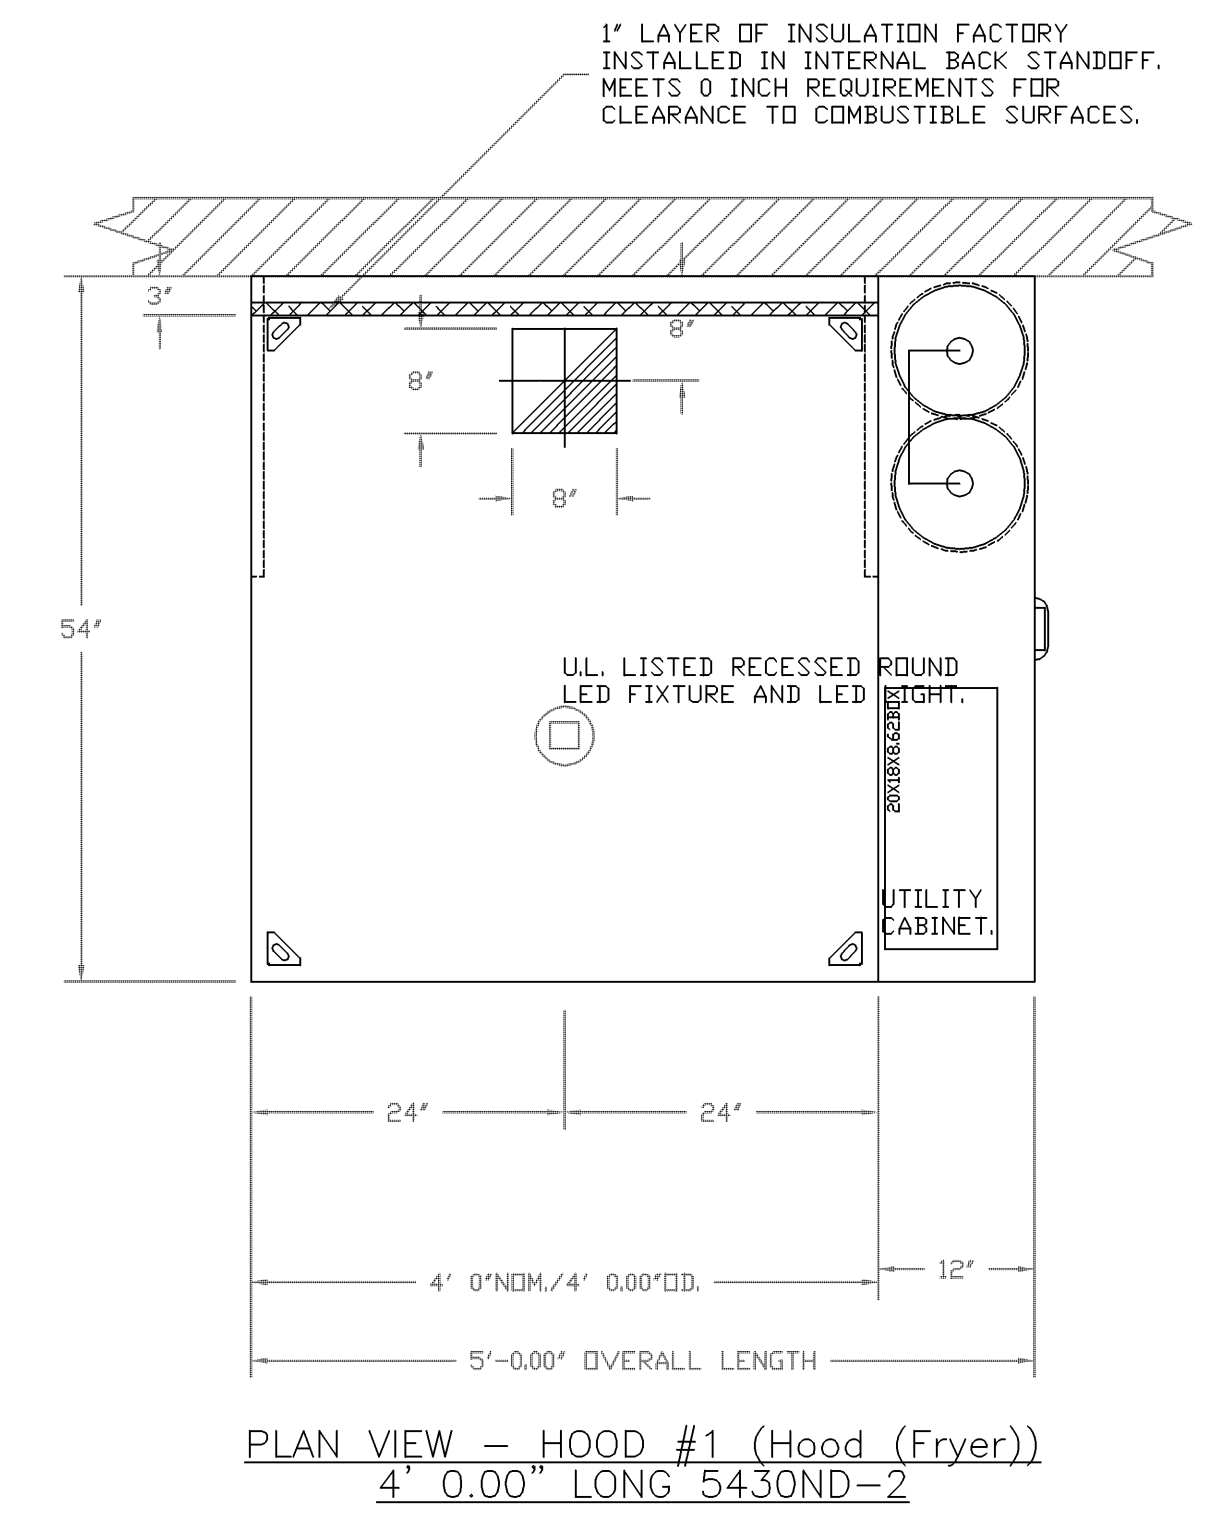 1" LAYER OF INSULATION FACTORY
INSTALLED IN INTERNAL BACK STANDOFF.
MEETS 0 INCH REQUIREMENTS FOR
CLEARANCE TO COMBUSTIBLE SURFACES.
3"
8"
8"
8"
54"
U.L. LISTED RECESSED ROUND
LED FIXTURE AND LED LIGHT.
20X18X8.62BOX
UTILITY
CABINET.
24"
24"
12"
4' 0"NOM./4' 0.00"OD.
5'-0.00" OVERALL LENGTH
PLAN VIEW - HOOD #1 (Hood (Fryer))
4' 0.00" LONG 5430ND-2